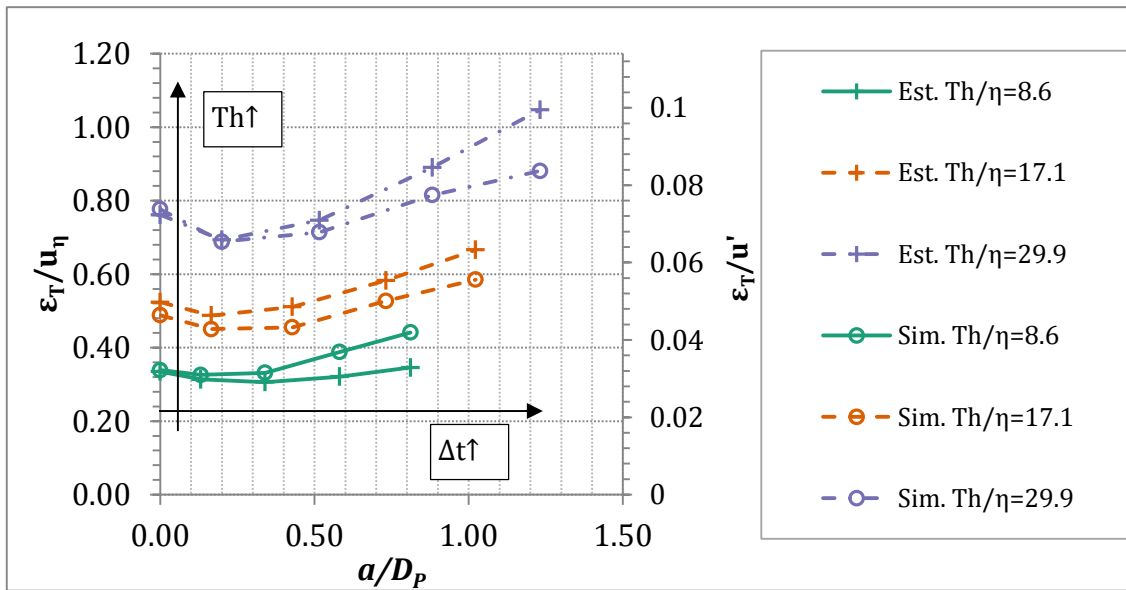 1.20
1.00
0.80
0.60
0.40
0.20
0.00
ε_T/u_η
Th↑
Δt↑
0.1
0.08
0.06
0.04
0.02
0
ε_T/u'
0.00
0.50
1.00
1.50
a/D_P
Est. Th/η=8.6
Est. Th/η=17.1
Est. Th/η=29.9
Sim. Th/η=8.6
Sim. Th/η=17.1
Sim. Th/η=29.9